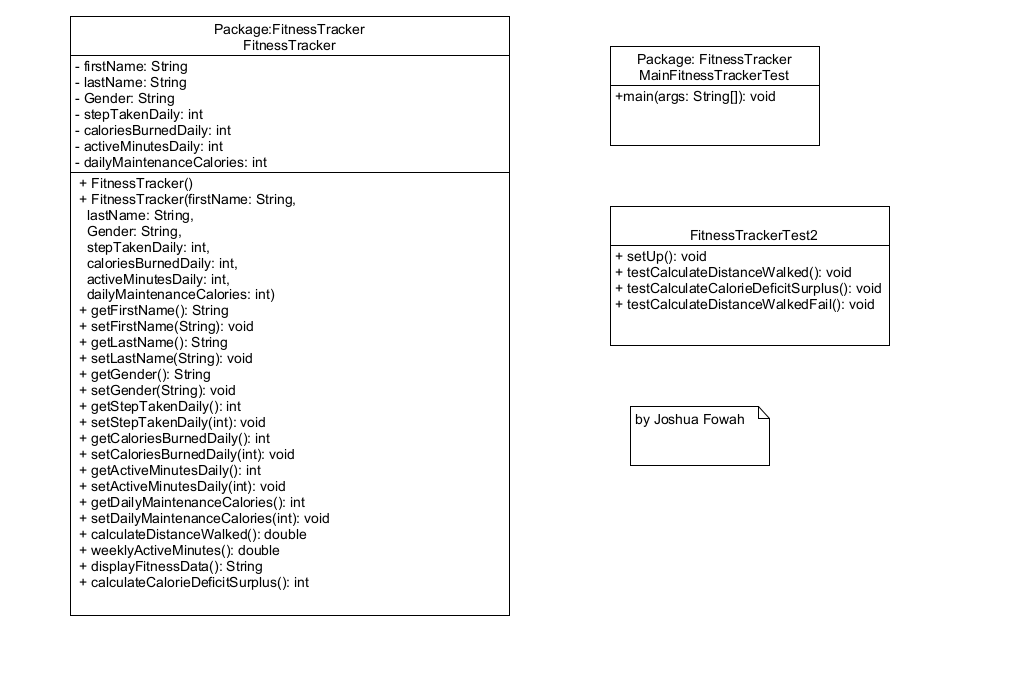 Package:FitnessTracker
FitnessTracker
- firstName: String
- lastName: String
- Gender: String
- stepTakenDaily: int
- caloriesBurnedDaily: int
- activeMinutesDaily: int
- dailyMaintenanceCalories: int
+ FitnessTracker()
+ FitnessTracker(firstName: String,
lastName: String,
Gender: String,
stepTakenDaily: int,
caloriesBurnedDaily: int,
activeMinutesDaily: int,
dailyMaintenanceCalories: int)
+ getFirstName(): String
+ setFirstName(String): void
+ getLastName(): String
+ setLastName(String): void
+ getGender(): String
+ setGender(String): void
+ getStepTakenDaily(): int
+ setStepTakenDaily(int): void
+ getCaloriesBurnedDaily(): int
+ setCaloriesBurnedDaily(int): void
+ getActiveMinutesDaily(): int
+ setActiveMinutesDaily(int): void
+ getDailyMaintenanceCalories(): int
+ setDailyMaintenanceCalories(int): void
+ calculateDistanceWalked(): double
+ weeklyActiveMinutes(): double
+ displayFitnessData(): String
+ calculateCalorieDeficitSurplus(): int
Package: FitnessTracker
MainFitnessTrackerTest
+main(args: String[]): void
FitnessTrackerTest2
+ setUp(): void
+ testCalculateDistanceWalked(): void
+ testCalculateCalorieDeficitSurplus(): void
+ testCalculateDistanceWalkedFail(): void
by Joshua Fowah